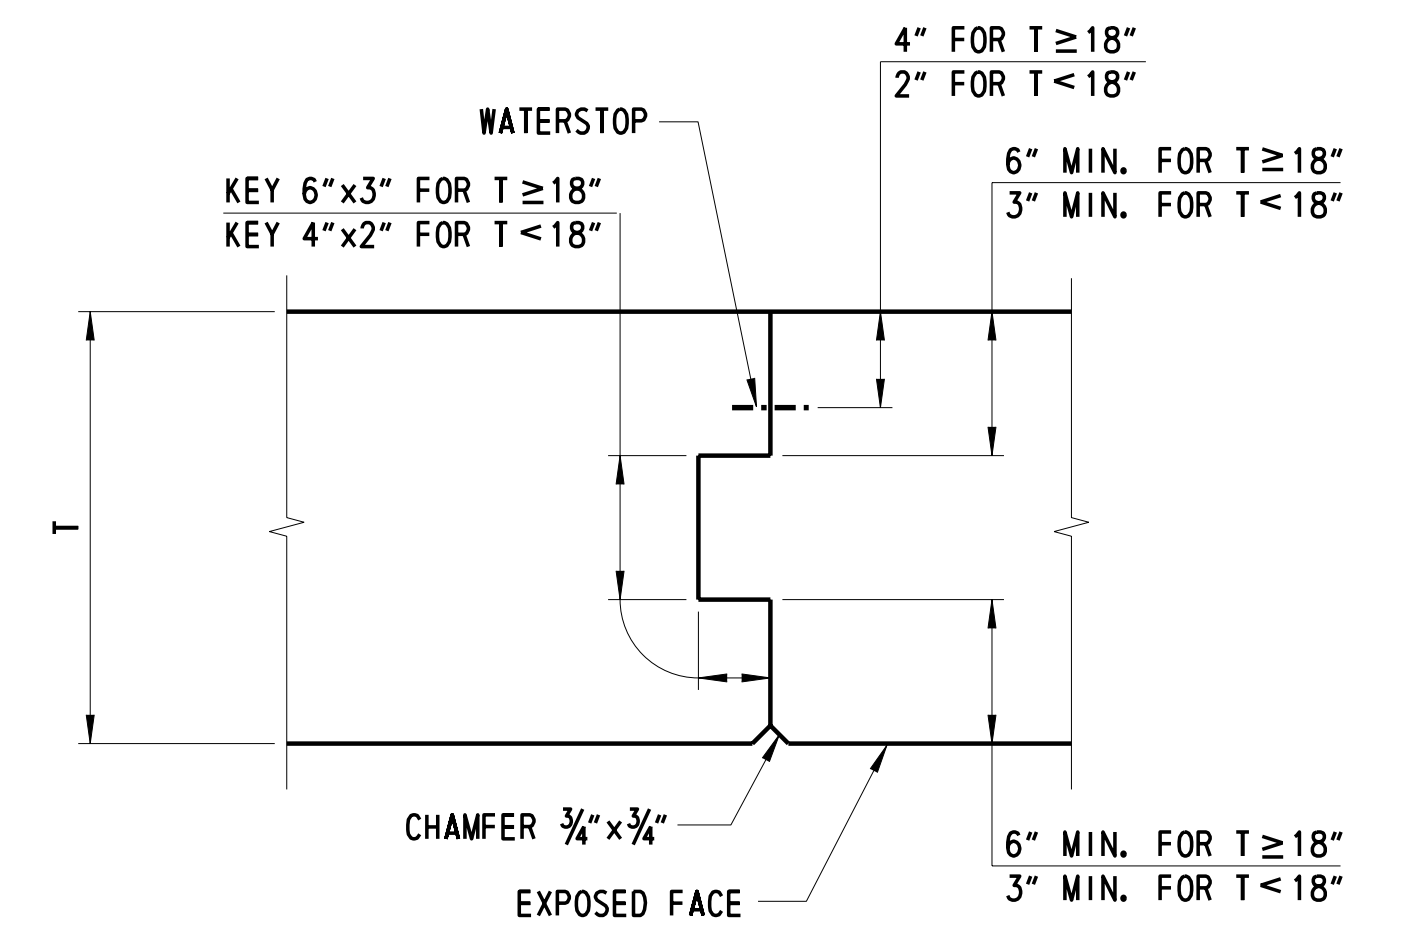 4" FOR T ≥ 18"
2" FOR T < 18"
WATERSTOP
6" MIN. FOR T ≥ 18"
3" MIN. FOR T < 18"
KEY 6"x3" FOR T ≥ 18"
KEY 4"x2" FOR T < 18"
T
CHAMFER ¾"x¾"
6" MIN. FOR T ≥ 18"
3" MIN. FOR T < 18"
EXPOSED FACE